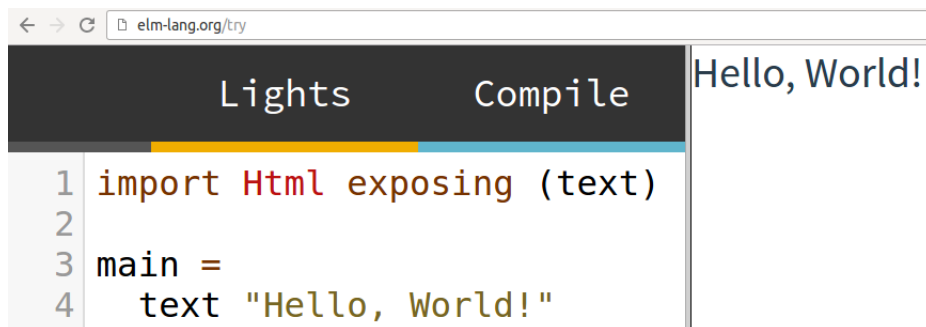 elm-lang.org/try
Lights Compile
1 import Html exposing (text)
2
3 main =
4   text "Hello, World!"
Hello, World!